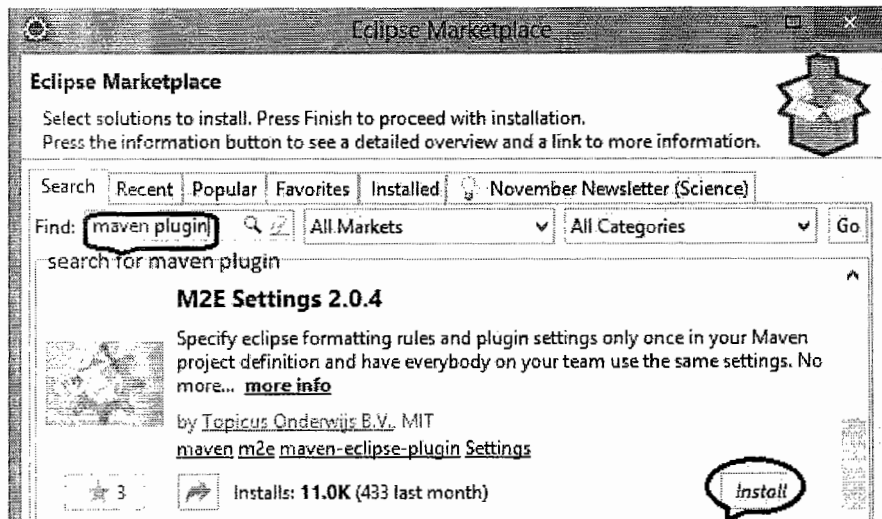 Eclipse Marketplace
Eclipse Marketplace
Select solutions to install. Press Finish to proceed with installation.
Press the information button to see a detailed overview and a link to more information.
Search Recent Popular Favorites Installed November Newsletter (Science)
Find: maven plugin All Markets All Categories Go
search for maven plugin
M2E Settings 2.0.4
Specify eclipse formatting rules and plugin settings only once in your Maven
project definition and have everybody on your team use the same settings. No
more... more info
by Topicus Onderwijs B.V., MIT
maven m2e maven-eclipse-plugin Settings
3 Installs: 11.0K (433 last month) Install